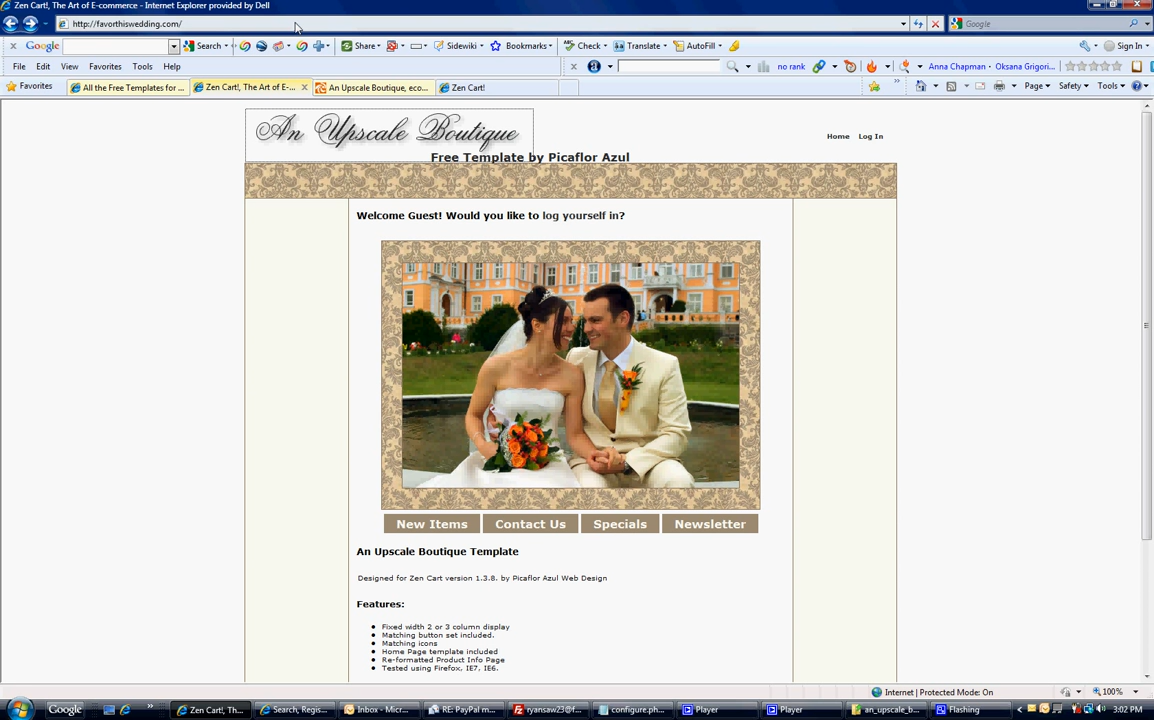 Zen Cart!, The Art of E-commerce - Internet Explorer provided by Dell
http://favorthiswedding.com/
Google
Google Search Share Sidewiki Bookmarks Check Translate AutoFill Sign In
File Edit View Favorites Tools Help
no rank Anna Chapman Oksana Grigori...
Favorites All the Free Templates for ... Zen Cart!, The Art of E-... An Upscale Boutique, eco... Zen Cart! Page Safety Tools
An Upscale Boutique
Home Log In
Free Template by Picaflor Azul
Welcome Guest! Would you like to log yourself in?
New Items Contact Us Specials Newsletter
An Upscale Boutique Template
Designed for Zen Cart version 1.3.8. by Picaflor Azul Web Design
Features:
Fixed width 2 or 3 column display
Matching button set included.
Matching icons
Home Page template included
Re-formatted Product Info Page
Tested using Firefox, IE7, IE6.
Internet | Protected Mode: On 100%
Google Zen Cart!, Th... Search, Regis... Inbox - Micr... RE: PayPal m... ryansaw23@f... configure.ph... Player Player an_upscale_b... Flashing 3:02 PM